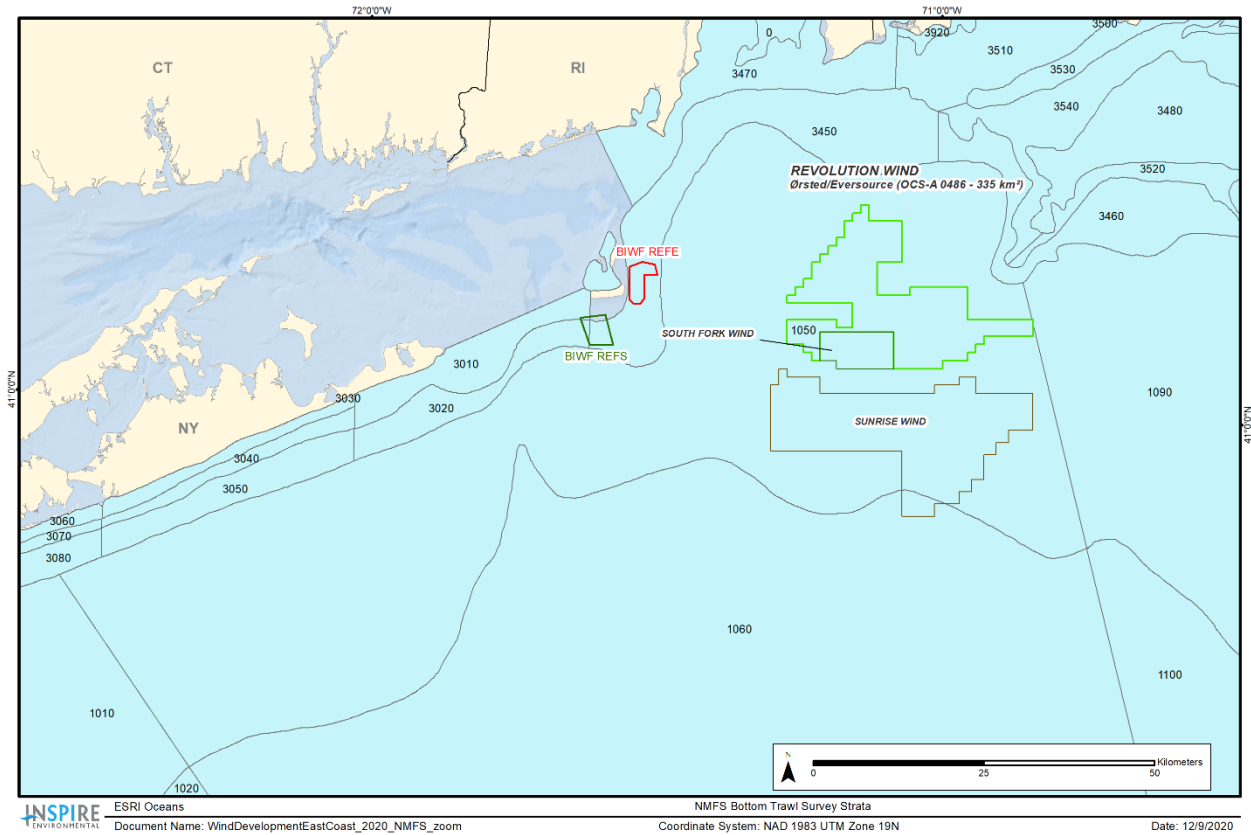 72°0'0"W
71°0'0"W
CT
RI
0
3920
3500
3510
3470
3530
3540
3480
3450
REVOLUTION WIND
Ørsted/Eversource (OCS-A 0486 - 335 km²)
3520
3460
BIWF REFE
SOUTH FORK WIND
1050
BIWF REFS
3010
41°0'0"N
3030
3020
1090
NY
SUNRISE WIND
41°0'0"N
3040
3050
3060
3070
3080
1060
1100
1010
1020
N
Kilometers
0
25
50
INSPIRE
ENVIRONMENTAL
ESRI Oceans
NMFS Bottom Trawl Survey Strata
Document Name: WindDevelopmentEastCoast_2020_NMFS_zoom
Coordinate System: NAD 1983 UTM Zone 19N
Date: 12/9/2020